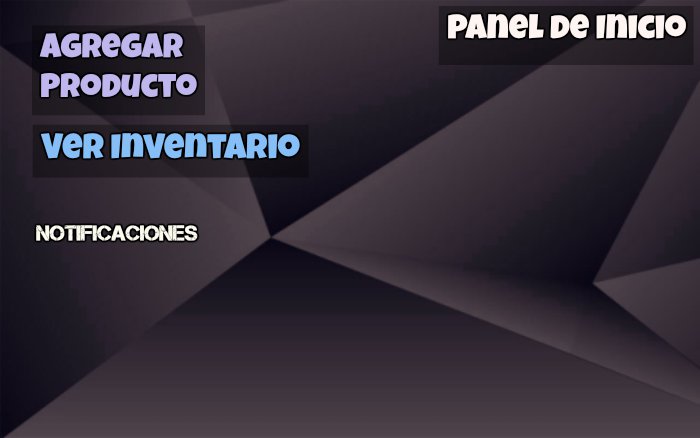 Panel de Inicio
Agregar
Producto
Ver Inventario
NOTIFICACIONES